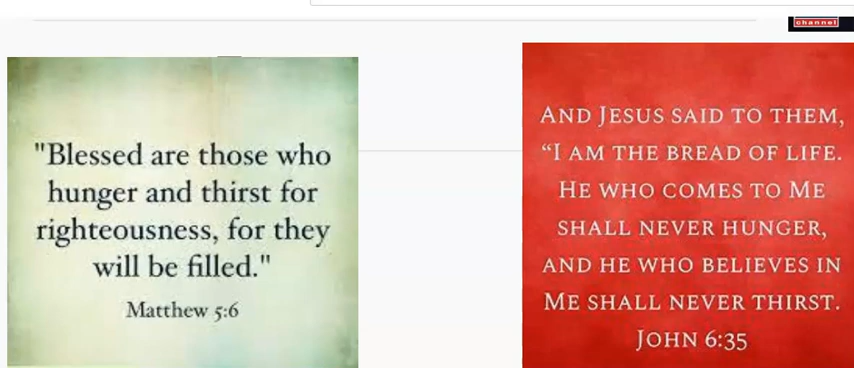 channel
"Blessed are those who
hunger and thirst for
righteousness, for they
will be filled."
Matthew 5:6
AND JESUS SAID TO THEM,
“I AM THE BREAD OF LIFE.
HE WHO COMES TO ME
SHALL NEVER HUNGER,
AND HE WHO BELIEVES IN
ME SHALL NEVER THIRST.
JOHN 6:35